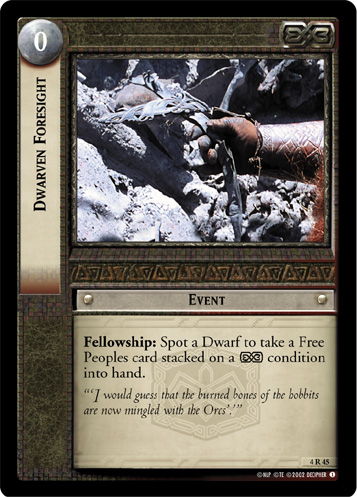 0
Dwarven Foresight
Event
Fellowship: Spot a Dwarf to take a Free
Peoples card stacked on a condition
into hand.
“‘I would guess that the burned bones of the hobbits
are now mingled with the Orcs’.’”
4 R 45
©NLP ™TE ©2002 DECIPHER